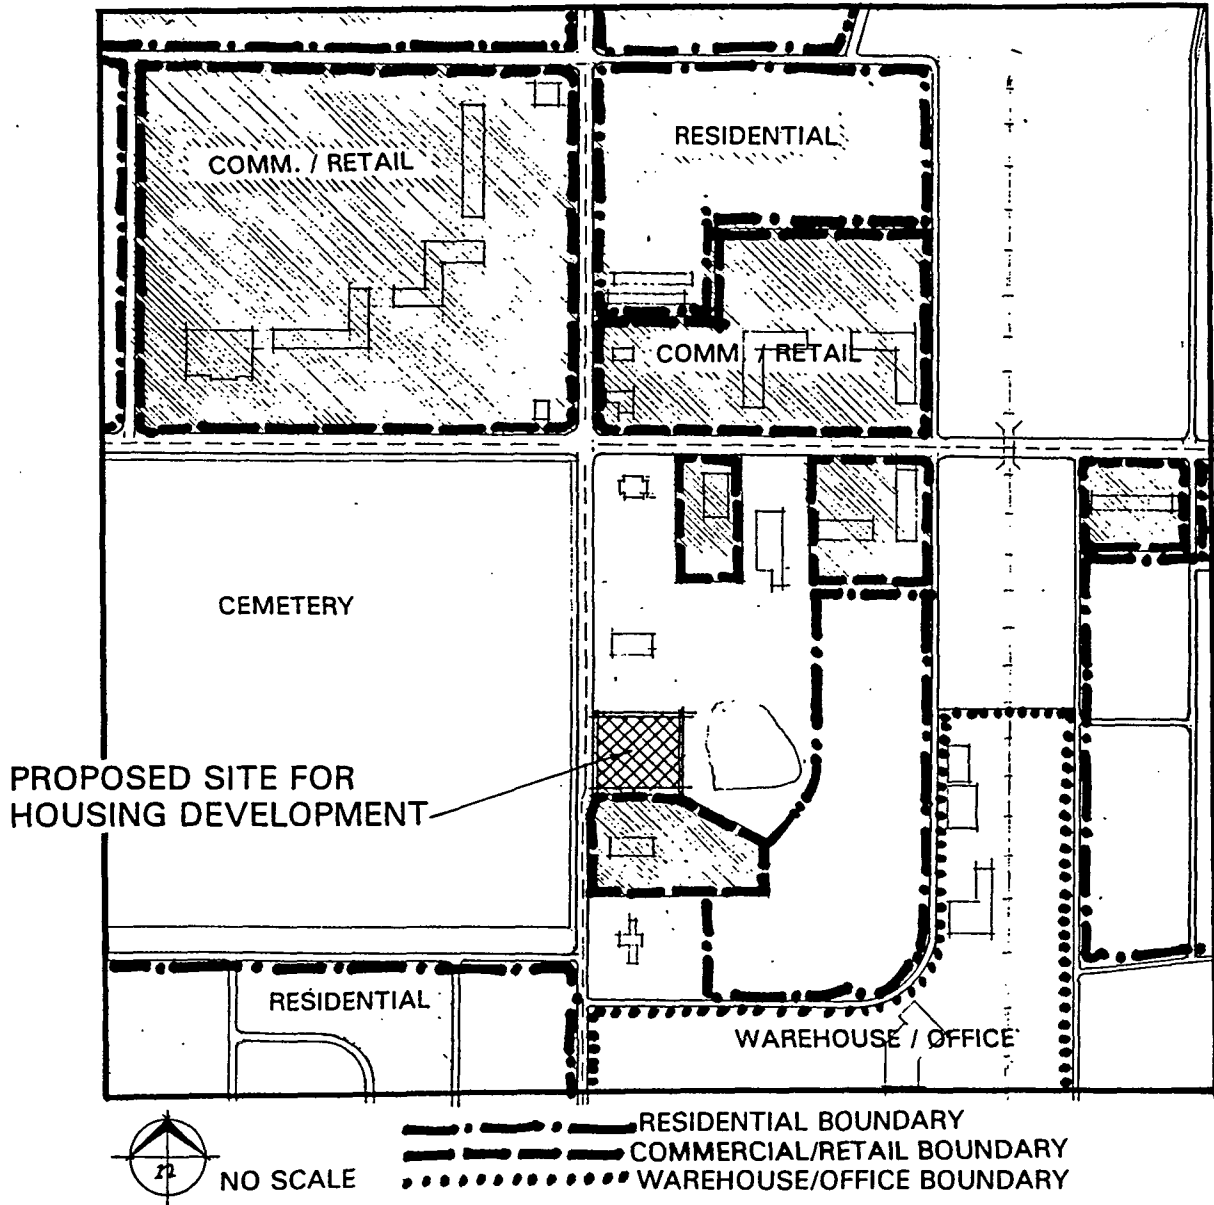 RESIDENTIAL
COMM. / RETAIL
COMM. / RETAIL
CEMETERY
PROPOSED SITE FOR
HOUSING DEVELOPMENT
RESIDENTIAL
WAREHOUSE / OFFICE
RESIDENTIAL BOUNDARY
COMMERCIAL/RETAIL BOUNDARY
n
NO SCALE
WAREHOUSE/OFFICE BOUNDARY